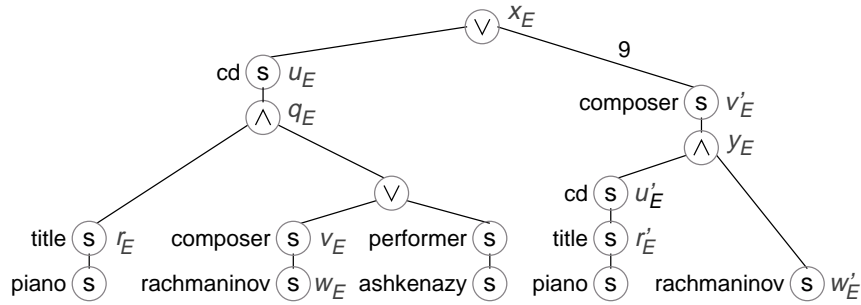 ∨ x_E
9
cd s u_E
composer s v'_E
∧ q_E
∧ y_E
∨
cd s u'_E
title s r_E composer s v_E performer s title s r'_E
piano s rachmaninov s w_E ashkenazy s piano s rachmaninov s w'_E